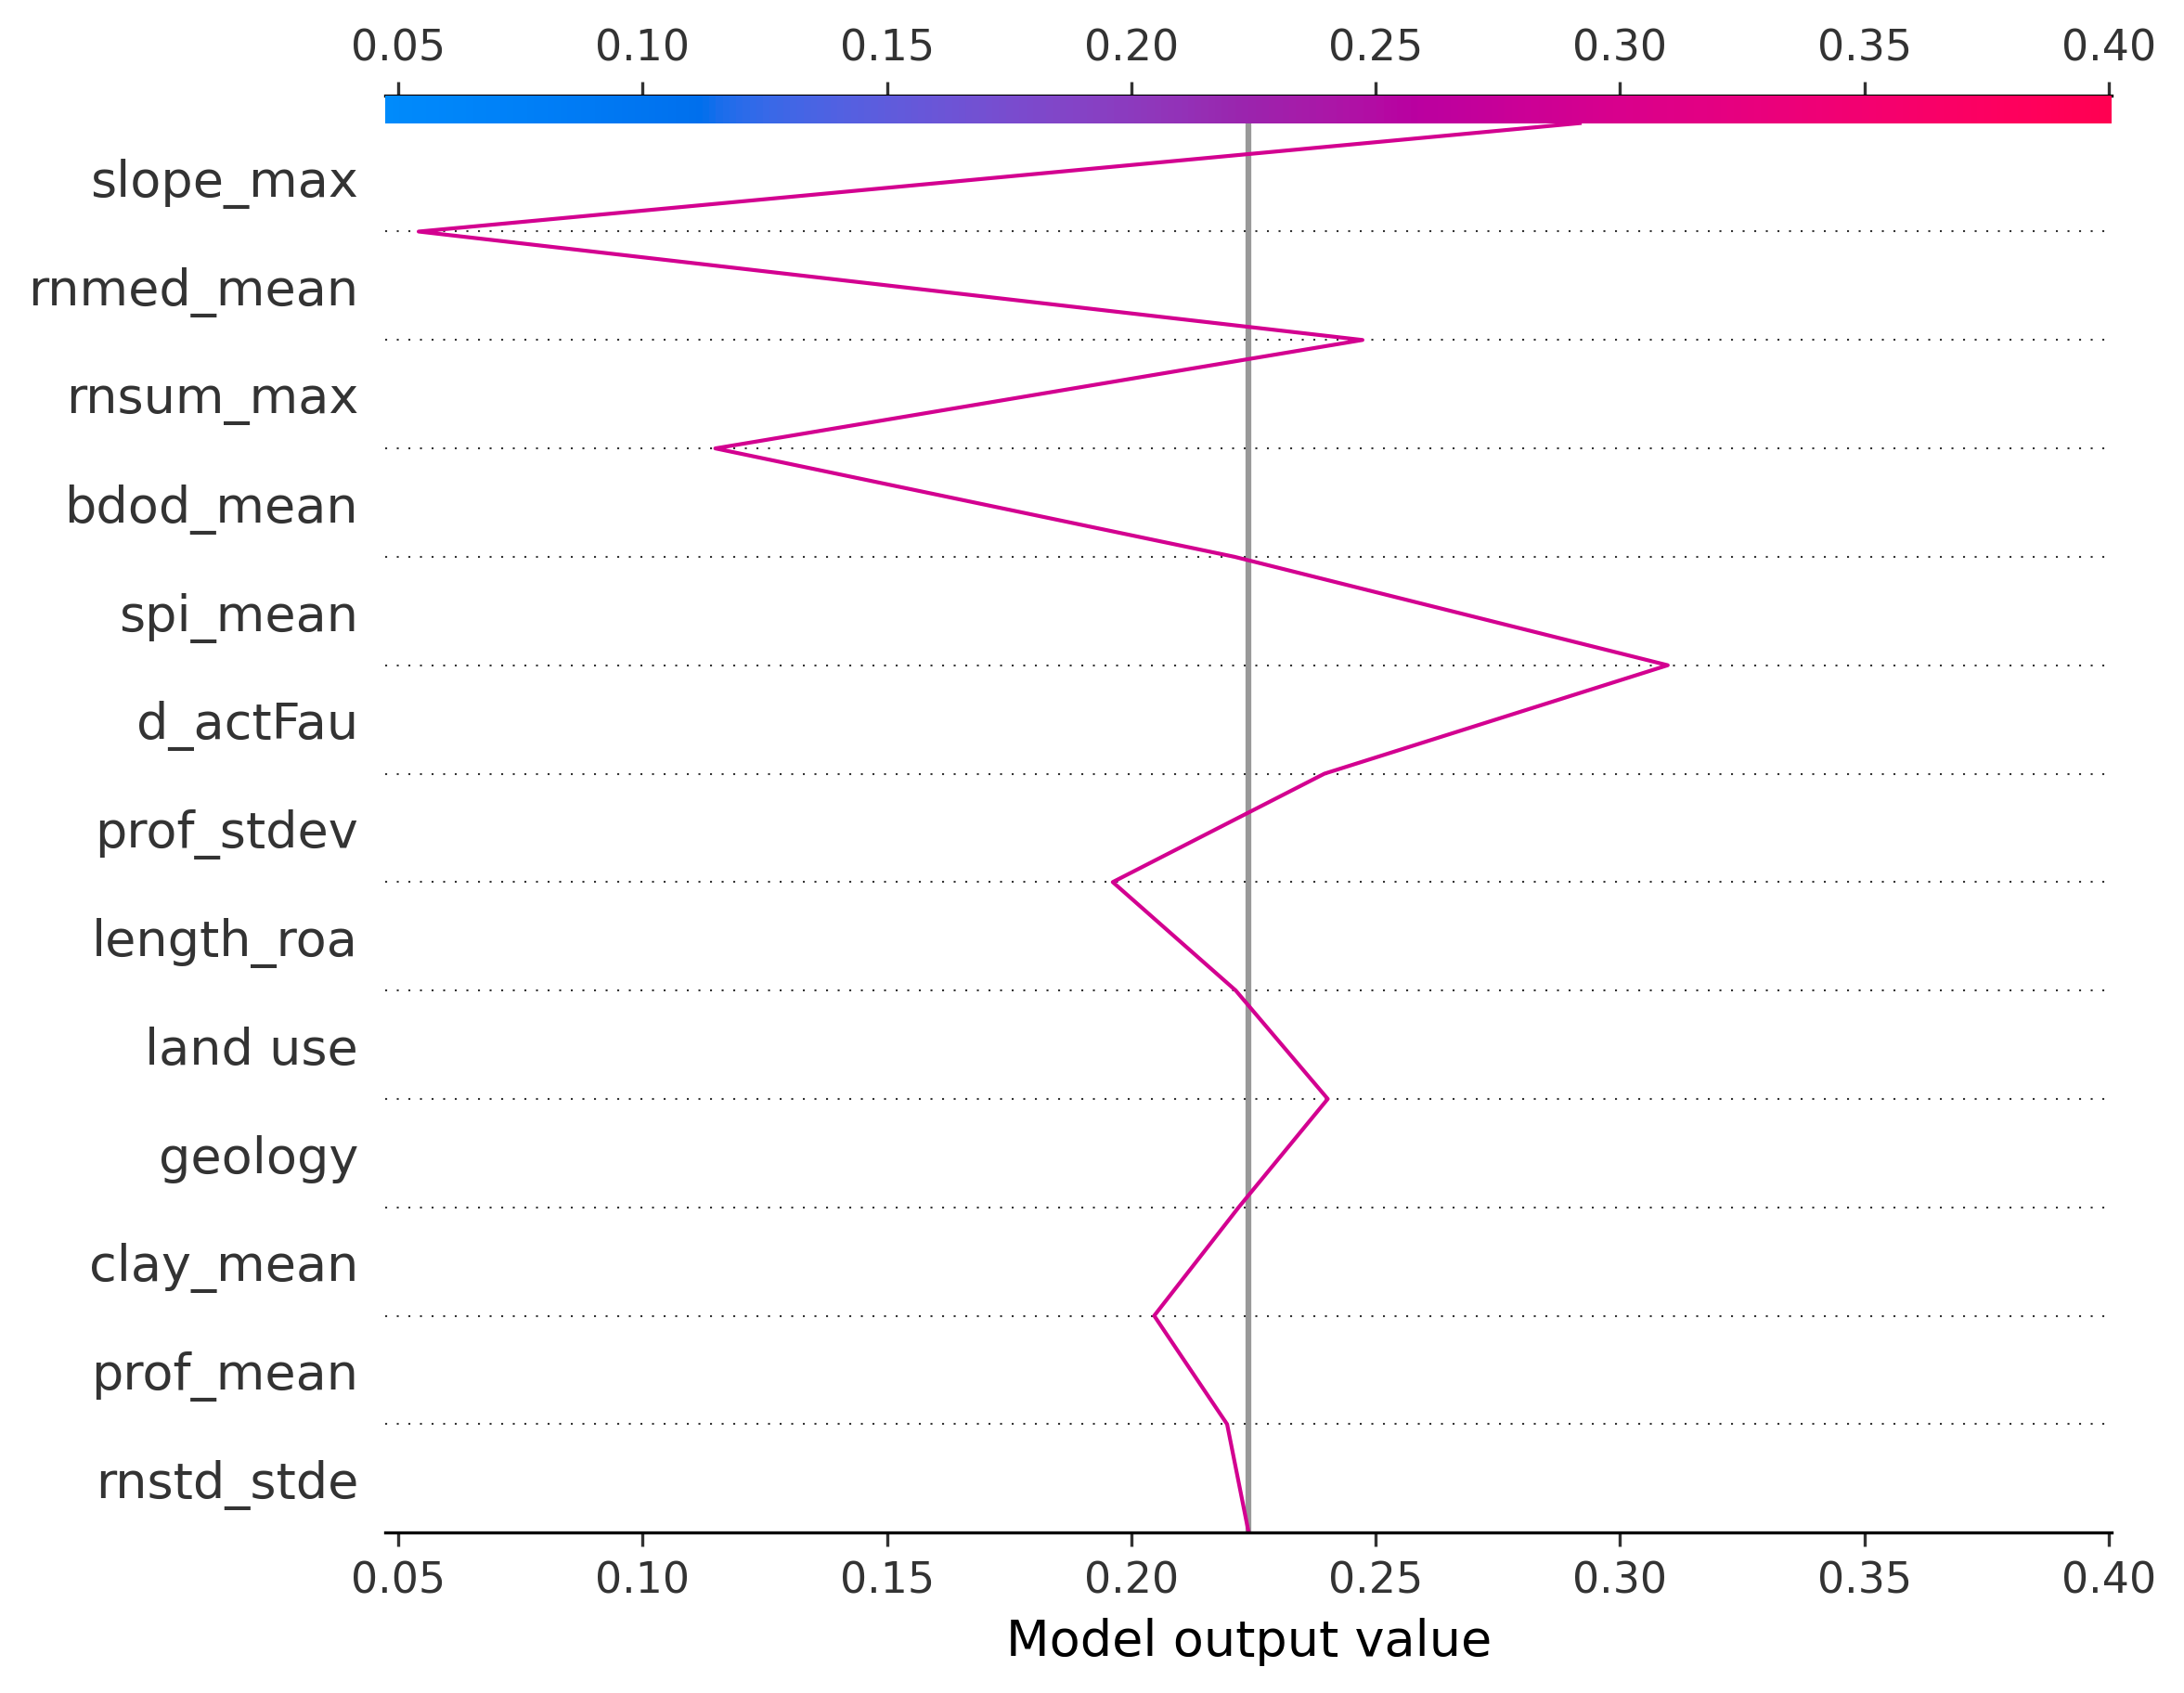 0.05 0.10 0.15 0.20 0.25 0.30 0.35 0.40
slope_max
rnmed_mean
rnsum_max
bdod_mean
spi_mean
d_actFau
prof_stdev
length_roa
land use
geology
clay_mean
prof_mean
rnstd_stde
0.05 0.10 0.15 0.20 0.25 0.30 0.35 0.40
Model output value